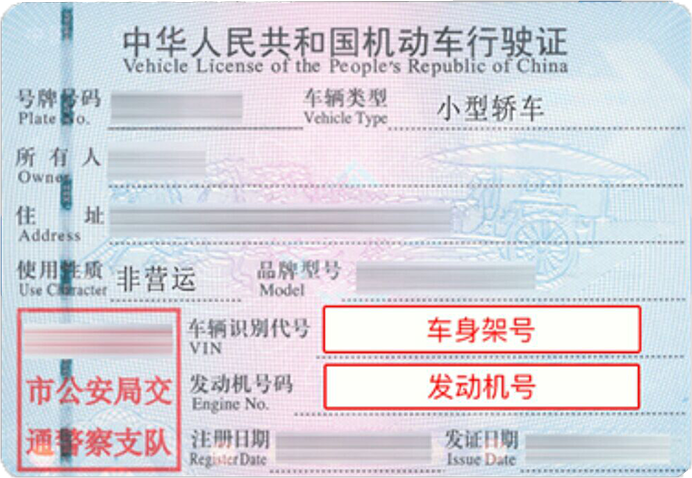 中华人民共和国机动车行驶证
Vehicle License of the People's Republic of China
号牌号码 车辆类型 小型轿车
Plate No. Vehicle Type
所有人
Owner
住址
Address
使用性质 非营运 品牌型号
Use Character Model
车辆识别代号 车身架号
VIN
发动机号码 发动机号
Engine No.
市公安局交
通警察支队
注册日期 发证日期
Register Date Issue Date